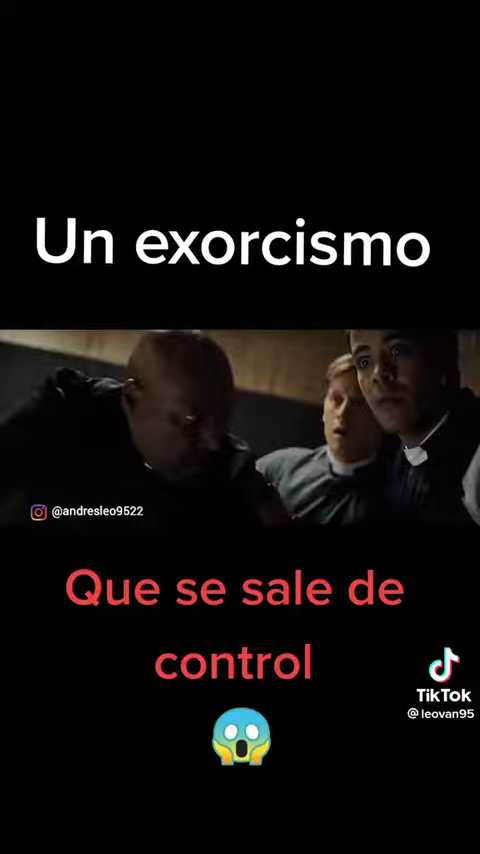 Un exorcismo
@andresleo9522
Que se sale de
control
TikTok
@leovan95